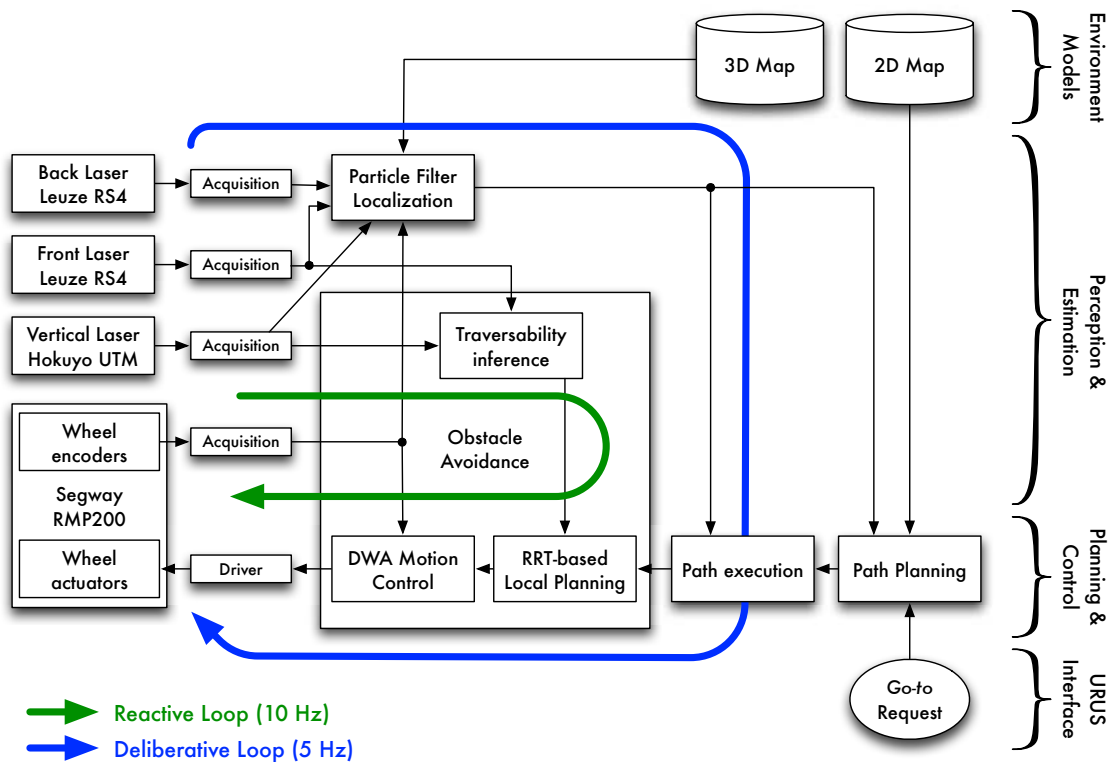 3D Map
2D Map
Environment
Models
Back Laser
Leuze RS4
Acquisition
Particle Filter
Localization
Front Laser
Leuze RS4
Acquisition
Vertical Laser
Hokuyo UTM
Acquisition
Traversability
inference
Perception &
Estimation
Wheel
encoders
Acquisition
Obstacle
Avoidance
Segway
RMP200
Wheel
actuators
Driver
DWA Motion
Control
RRT-based
Local Planning
Path execution
Path Planning
Planning &
Control
Go-to
Request
URUS
Interface
Reactive Loop (10 Hz)
Deliberative Loop (5 Hz)